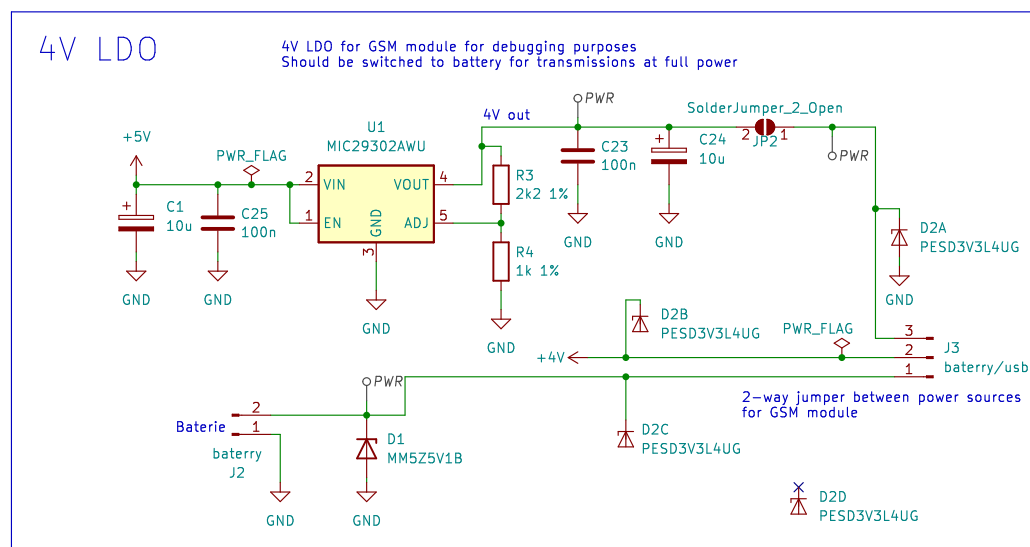 4V LDO
4V LDO for GSM module for debugging purposes
Should be switched to battery for transmissions at full power
+5V
PWR_FLAG
C1
10u
GND
C25
100n
GND
U1
MIC29302AWU
2
VIN
VOUT
4
1
EN
ADJ
5
GND
3
GND
4V out
R3
2k2 1%
R4
1k 1%
GND
PWR
C23
100n
GND
C24
10u
GND
SolderJumper_2_Open
2
1
JP2
PWR
D2A
PESD3V3L4UG
GND
D2B
PESD3V3L4UG
PWR_FLAG
+4V
3
2
1
J3
baterry/usb
2-way jumper between power sources
for GSM module
PWR
2
1
Baterie
baterry
J2
GND
D1
MM5Z5V1B
GND
D2C
PESD3V3L4UG
D2D
PESD3V3L4UG